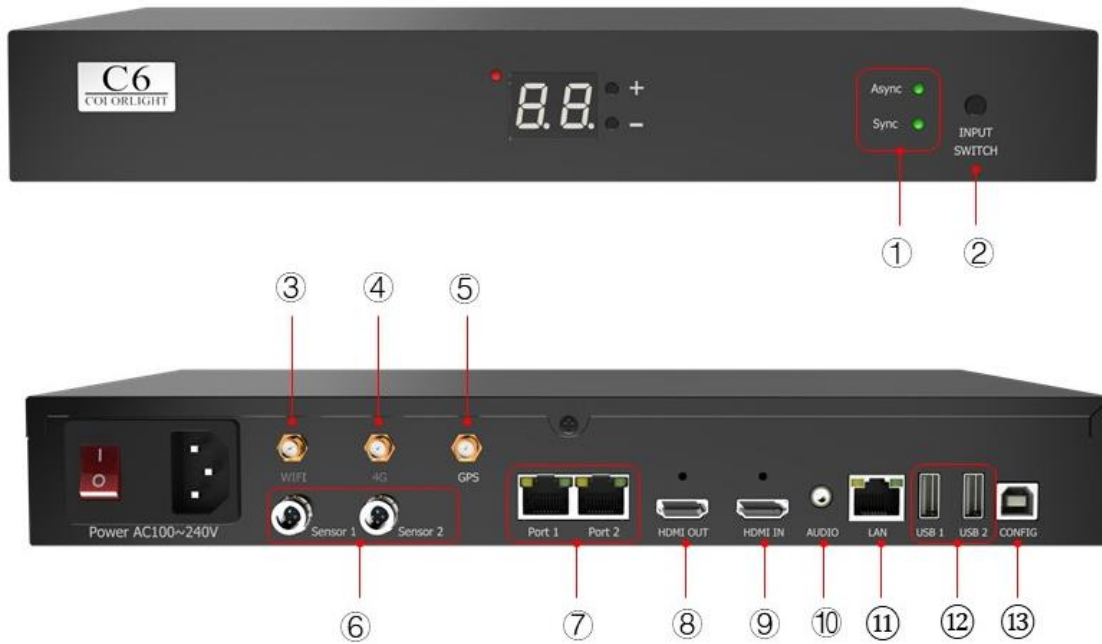 C6
COLORLIGHT
8.8.
+
−
Async
Sync
INPUT
SWITCH
①
②
③
④
⑤
I
O
WIFI
4G
GPS
Power AC100~240V
Sensor 1
Sensor 2
Port 1
Port 2
HDMI OUT
HDMI IN
AUDIO
LAN
USB 1
USB 2
CONFIG
⑥
⑦
⑧
⑨
⑩
⑪
⑫
⑬